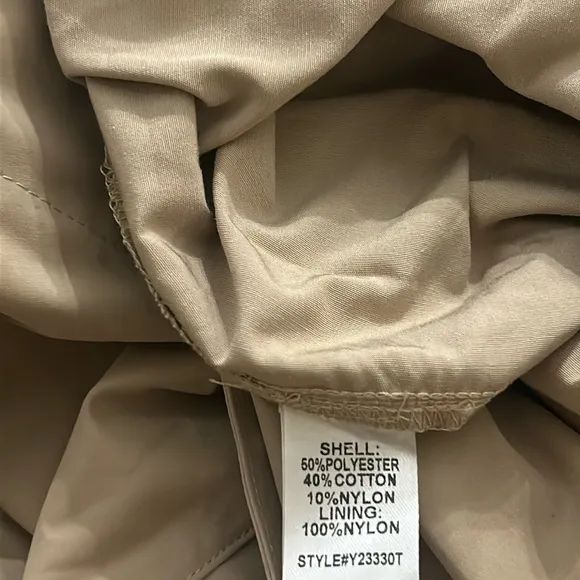 SHELL:
50%POLYESTER
40%COTTON
10%NYLON
LINING:
100%NYLON
STYLE#Y23330T